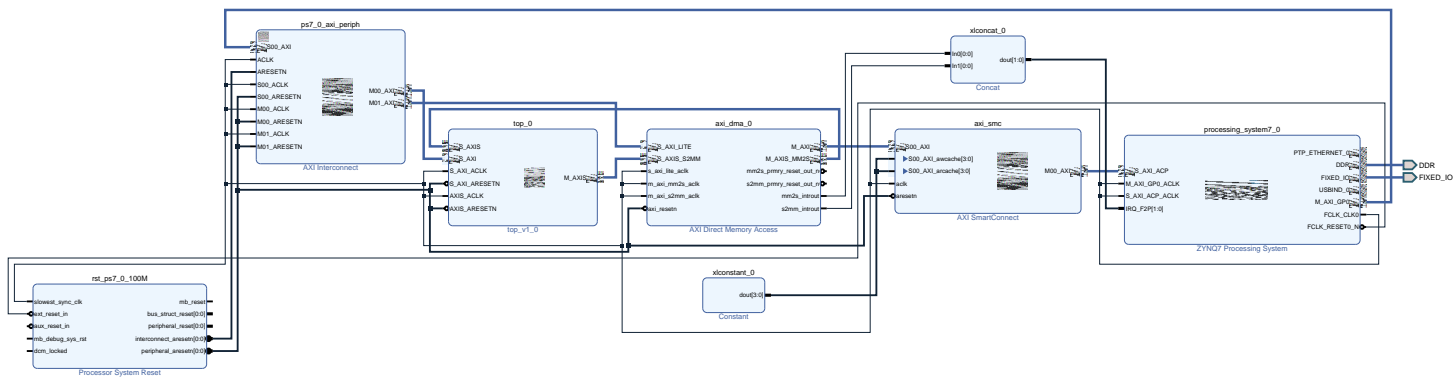 ps7_0_axi_periph
S00_AXI
ACLK
ARESETN
S00_ACLK
S00_ARESETN
M00_ACLK
M00_ARESETN
M01_ACLK
M01_ARESETN
M00_AXI
M01_AXI
AXI Interconnect
top_0
S_AXIS
S_AXI
S_AXI_ACLK
S_AXI_ARESETN
AXIS_ACLK
AXIS_ARESETN
M_AXIS
top_v1_0
axi_dma_0
S_AXI_LITE
S_AXIS_S2MM
s_axi_lite_aclk
m_axi_mm2s_aclk
m_axi_s2mm_aclk
axi_resetn
M_AXI
M_AXIS_MM2S
mm2s_prmry_reset_out_n
s2mm_prmry_reset_out_n
mm2s_introut
s2mm_introut
AXI Direct Memory Access
xlconcat_0
In0[0:0]
In1[0:0]
dout[1:0]
Concat
axi_smc
S00_AXI
S00_AXI_awcache[3:0]
S00_AXI_arcache[3:0]
aclk
aresetn
M00_AXI
AXI SmartConnect
processing_system7_0
S_AXI_ACP
M_AXI_GP0_ACLK
S_AXI_ACP_ACLK
IRQ_F2P[1:0]
PTP_ETHERNET_0
DDR
FIXED_IO
USBIND_0
M_AXI_GP0
FCLK_CLK0
FCLK_RESET0_N
ZYNQ7 Processing System
DDR
FIXED_IO
xlconstant_0
dout[3:0]
Constant
rst_ps7_0_100M
slowest_sync_clk
ext_reset_in
aux_reset_in
mb_debug_sys_rst
dcm_locked
mb_reset
bus_struct_reset[0:0]
peripheral_reset[0:0]
interconnect_aresetn[0:0]
peripheral_aresetn[0:0]
Processor System Reset